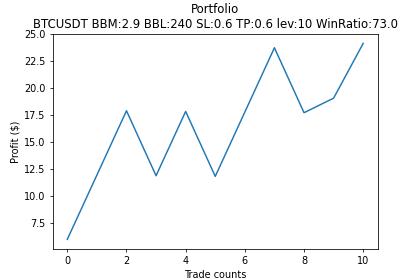 Portfolio
BTCUSDT BBM:2.9 BBL:240 SL:0.6 TP:0.6 lev:10 WinRatio:73.0
25.0
22.5
20.0
17.5
15.0
12.5
10.0
7.5
Profit ($)
0 2 4 6 8 10
Trade counts